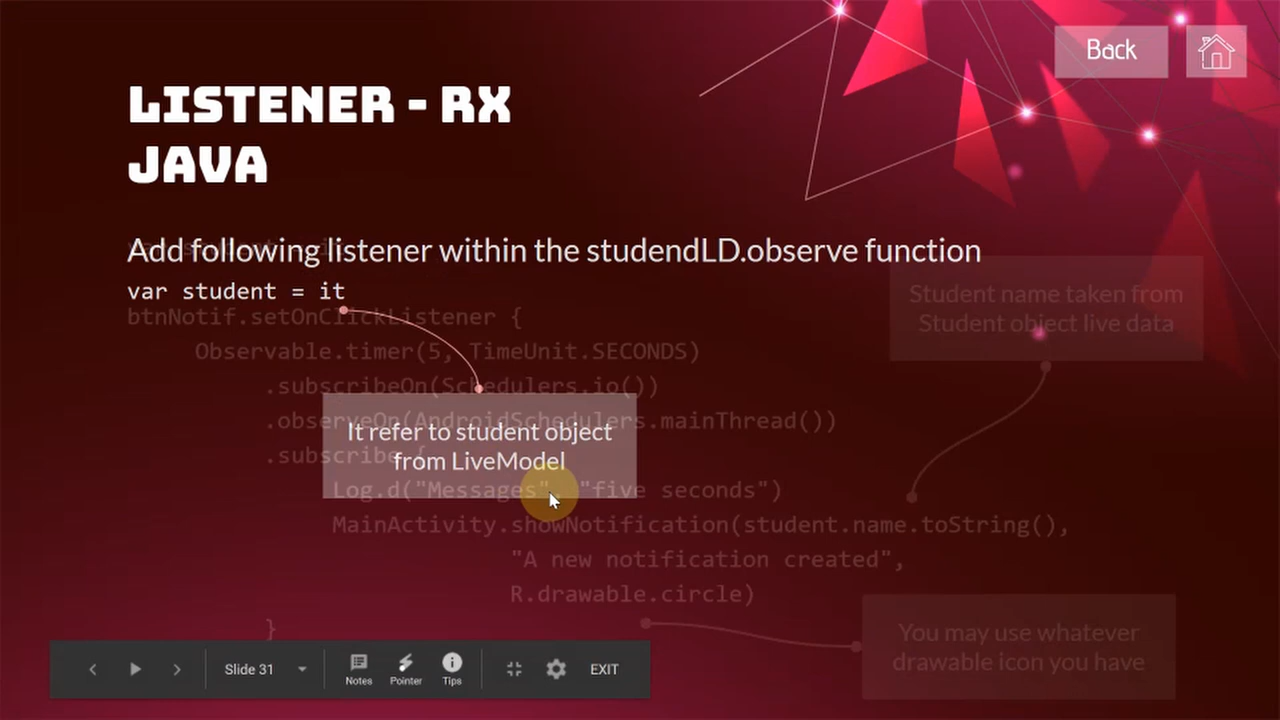 Back
LISTENER - RX
JAVA
Add following listener within the studendLD.observe function
var student = it
btnNotif.setOnClickListener {
Observable.timer(5, TimeUnit.SECONDS)
.subscribeOn(Schedulers.io())
.observeOn(AndroidSchedulers.mainThread())
.subscribe {
Log.d("Messages", "five seconds")
MainActivity.showNotification(student.name.toString(),
"A new notification created",
R.drawable.circle)
}
Student name taken from
Student object live data
It refer to student object
from LiveModel
You may use whatever
drawable icon you have
Slide 31
Notes
Pointer
Tips
EXIT